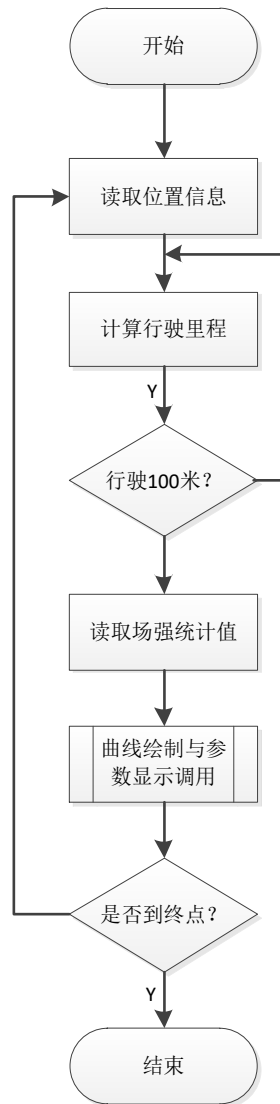 开始
读取位置信息
计算行驶里程
Y
行驶100米？
读取场强统计值
曲线绘制与参
数显示调用
是否到终点？
Y
结束